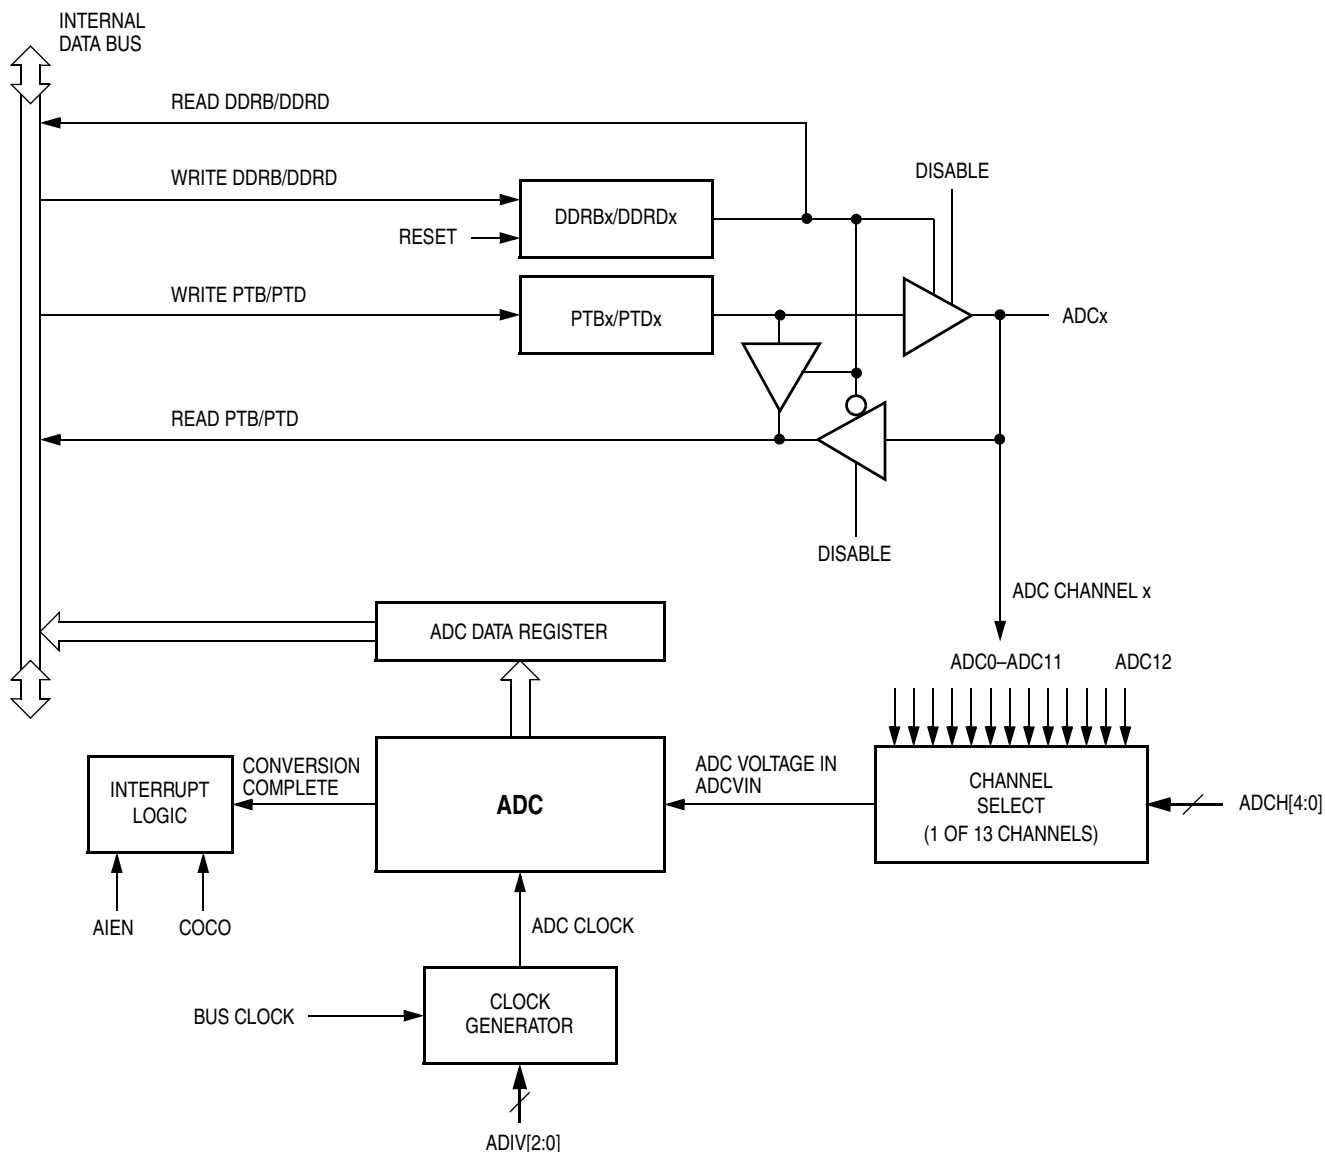 INTERNAL
DATA BUS
READ DDRB/DDRD
WRITE DDRB/DDRD
DISABLE
DDRBx/DDRDx
RESET
WRITE PTB/PTD
PTBx/PTDx
ADCx
READ PTB/PTD
DISABLE
ADC CHANNEL x
ADC DATA REGISTER
ADC0–ADC11
ADC12
INTERRUPT
LOGIC
CONVERSION
COMPLETE
ADC
ADC VOLTAGE IN
ADCVIN
CHANNEL
SELECT
(1 OF 13 CHANNELS)
ADCH[4:0]
AIEN
COCO
ADC CLOCK
BUS CLOCK
CLOCK
GENERATOR
ADIV[2:0]